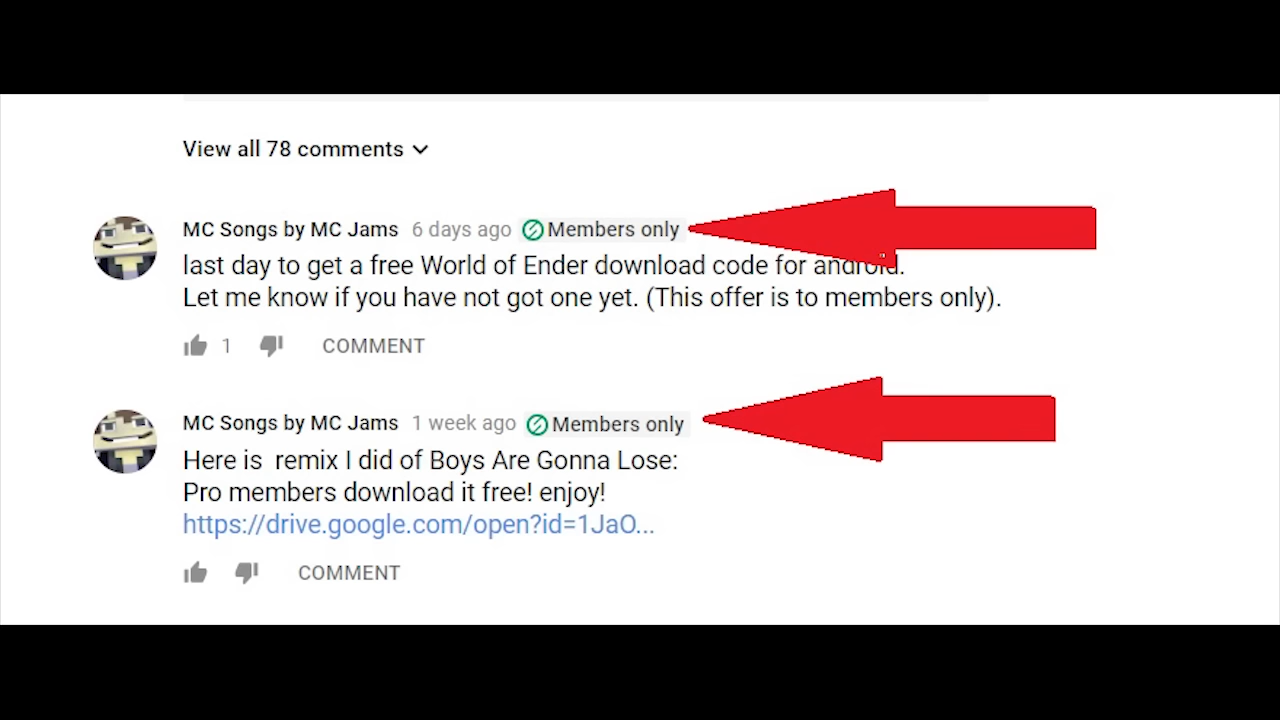 View all 78 comments
MC Songs by MC Jams 6 days ago Members only
last day to get a free World of Ender download code for android.
Let me know if you have not got one yet. (This offer is to members only).
1 COMMENT
MC Songs by MC Jams 1 week ago Members only
Here is remix I did of Boys Are Gonna Lose:
Pro members download it free! enjoy!
https://drive.google.com/open?id=1JaO...
COMMENT